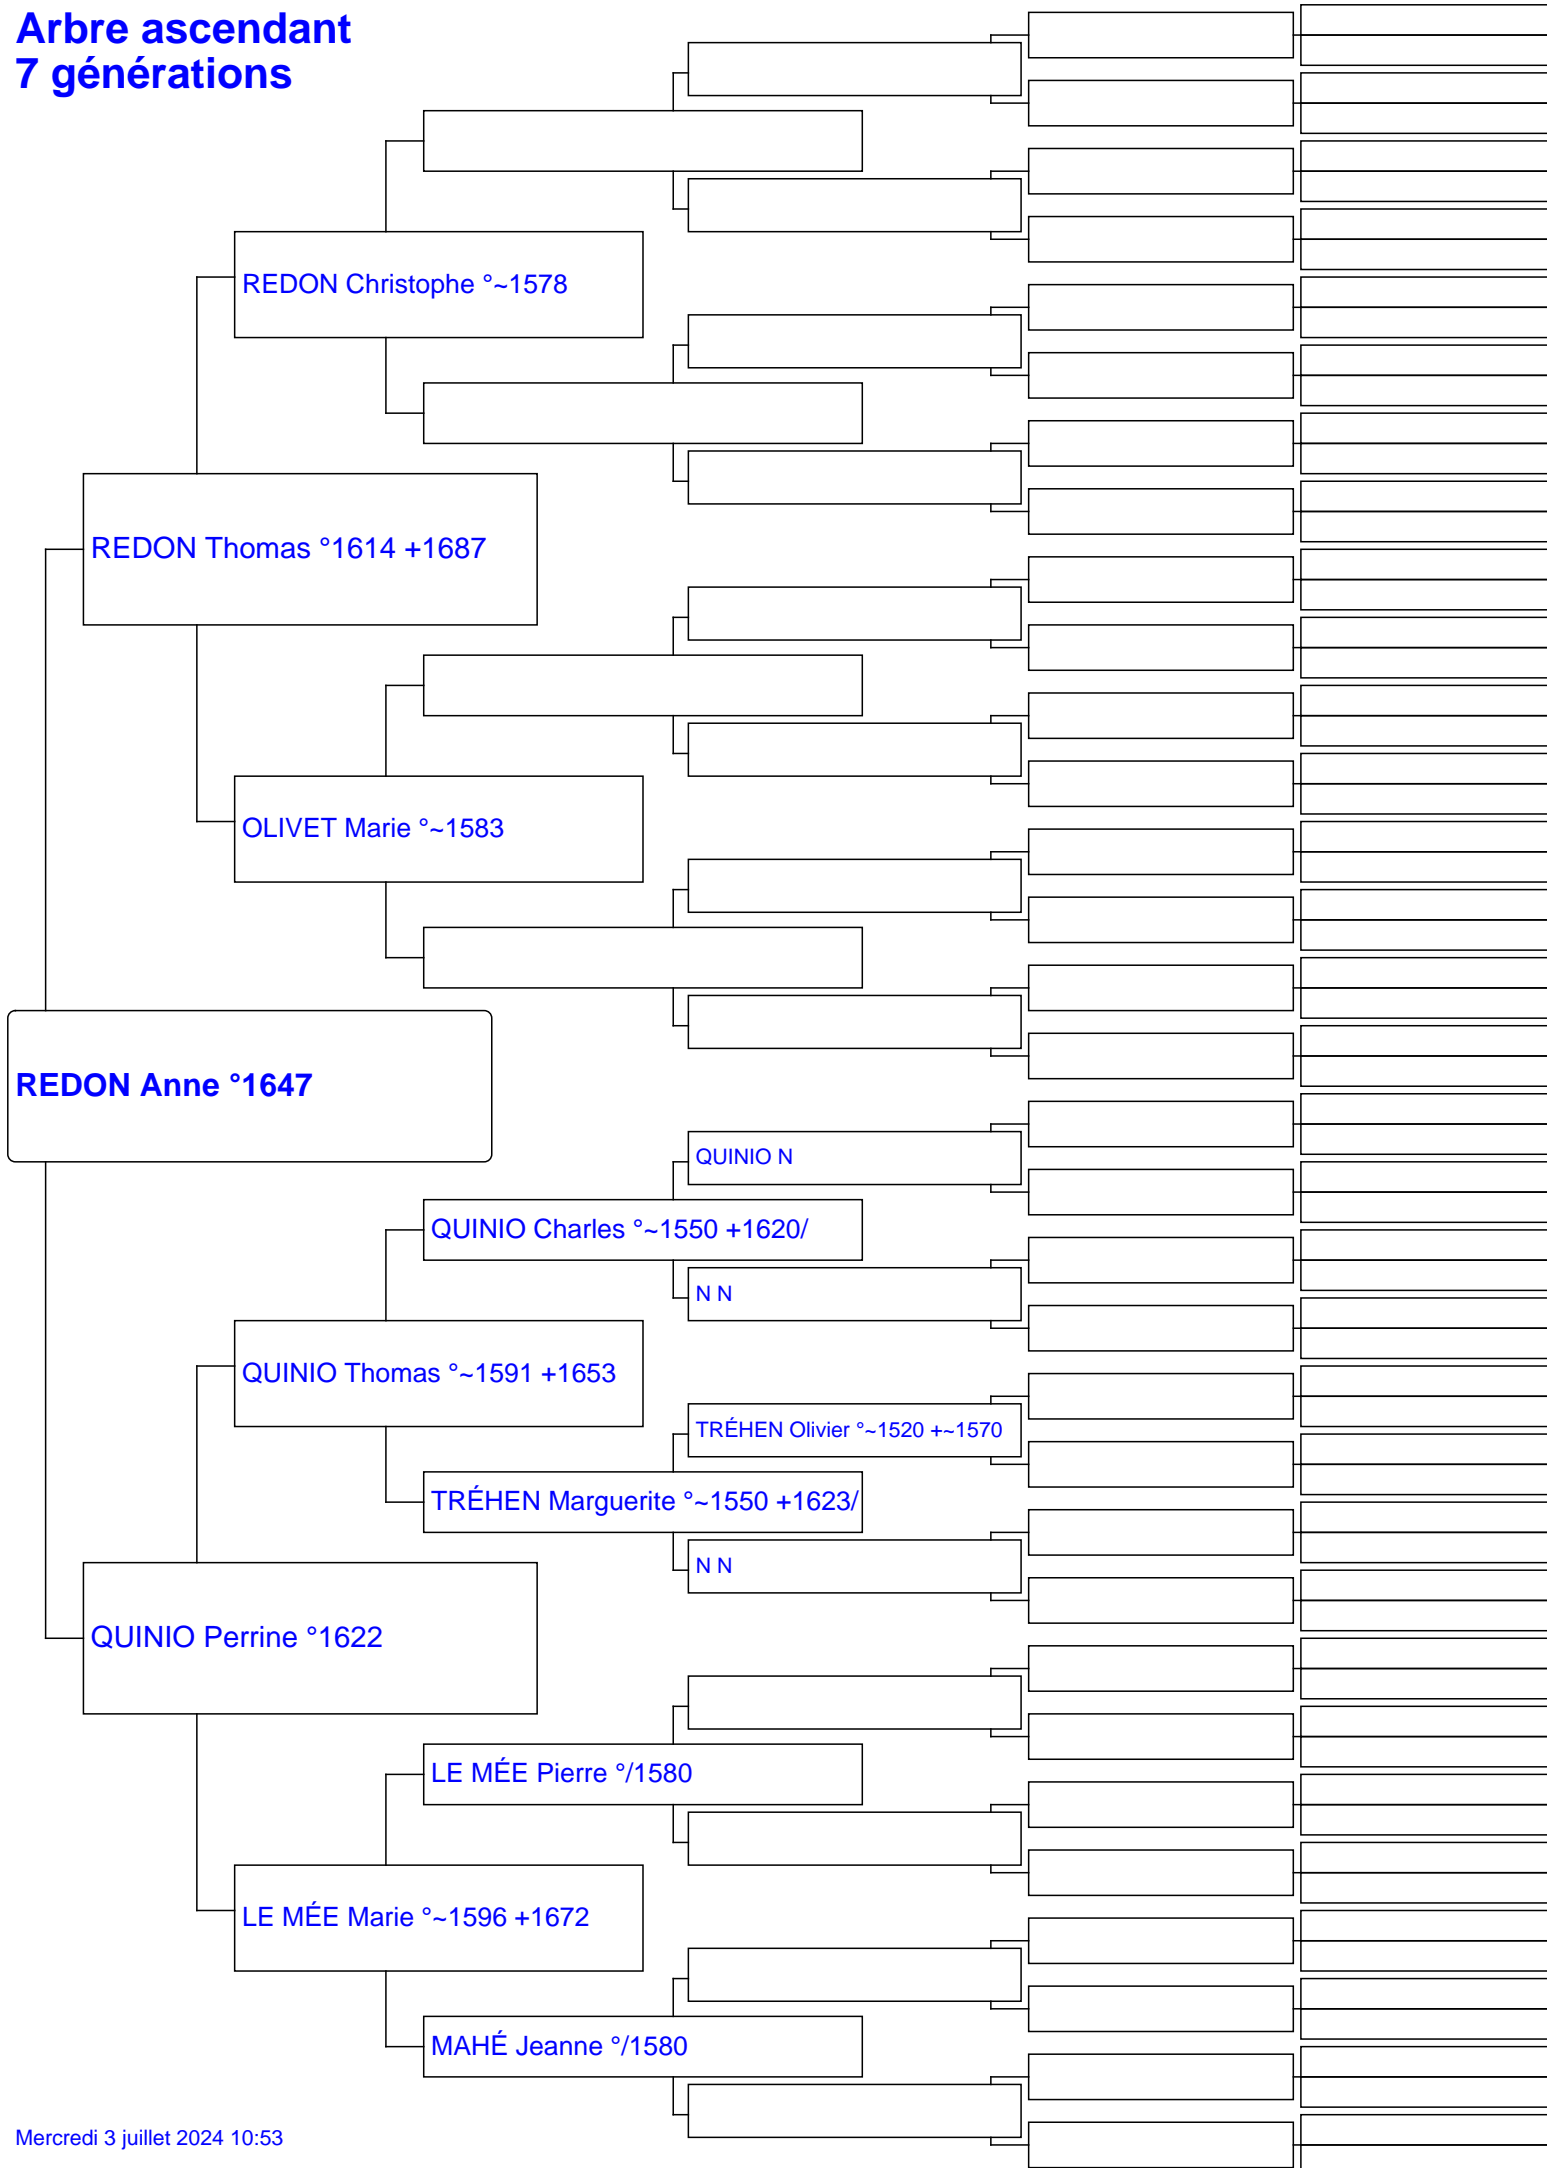 Arbre ascendant
7 générations
REDON Christophe °~1578
REDON Thomas °1614 +1687
OLIVET Marie °~1583
REDON Anne °1647
QUINIO N
QUINIO Charles °~1550 +1620/
N N
QUINIO Thomas °~1591 +1653
TRÉHEN Olivier °~1520 +~1570
TRÉHEN Marguerite °~1550 +1623/
N N
QUINIO Perrine °1622
LE MÉE Pierre °/1580
LE MÉE Marie °~1596 +1672
MAHÉ Jeanne °/1580
Mercredi 3 juillet 2024 10:53